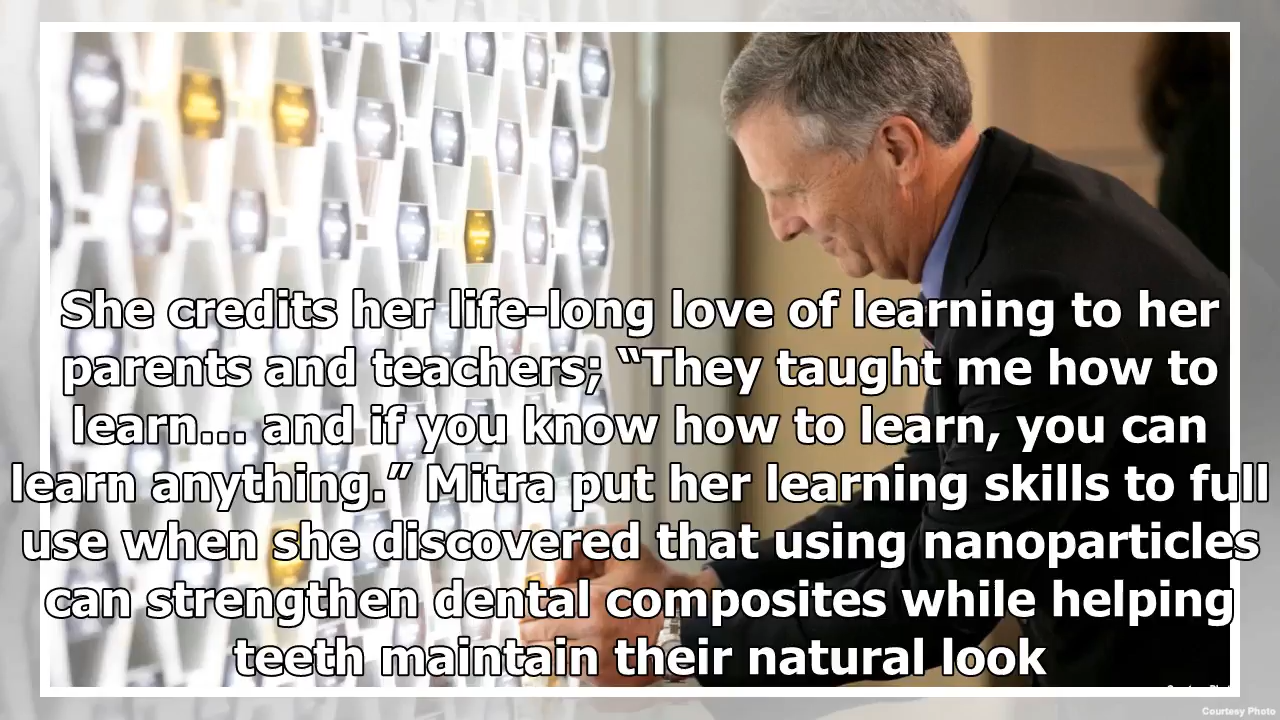 She credits her life-long love of learning to her
parents and teachers; “They taught me how to
learn... and if you know how to learn, you can
learn anything.” Mitra put her learning skills to full
use when she discovered that using nanoparticles
can strengthen dental composites while helping
teeth maintain their natural look
Courtesy Photo